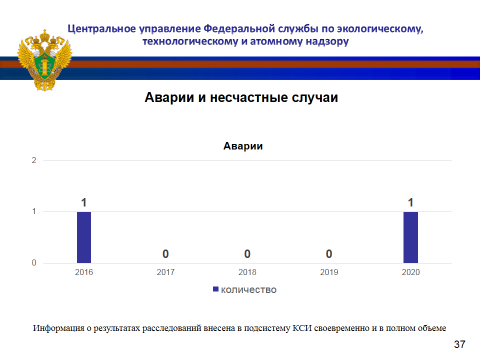 Центральное управление Федеральной службы по экологическому,
технологическому и атомному надзору
Аварии и несчастные случаи
Аварии
2
1
0
1
0
0
0
1
2016
2017
2018
2019
2020
количество
Информация о результатах расследований внесена в подсистему КСИ своевременно и в полном объеме
37